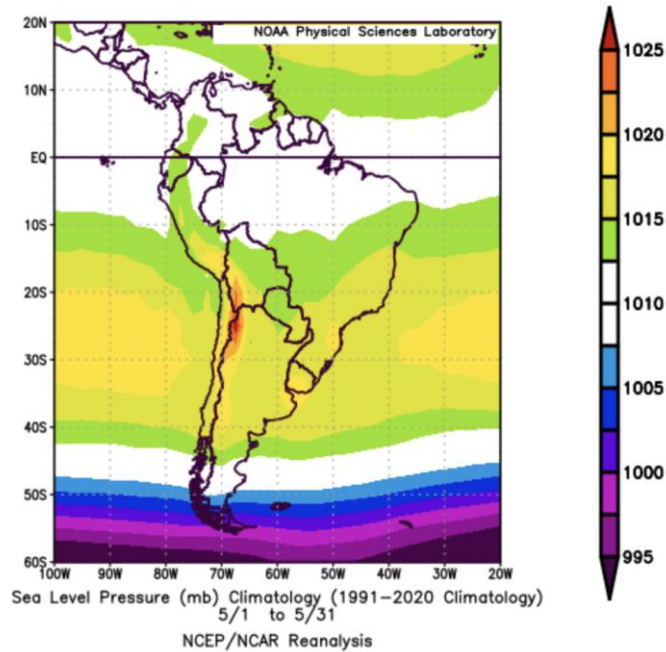 NOAA Physical Sciences Laboratory
20N
10N
EQ
10S
20S
30S
40S
50S
60S
100W 90W 80W 70W 60W 50W 40W 30W 20W
1025
1020
1015
1010
1005
1000
995
Sea Level Pressure (mb) Climatology (1991-2020 Climatology)
5/1 to 5/31
NCEP/NCAR Reanalysis